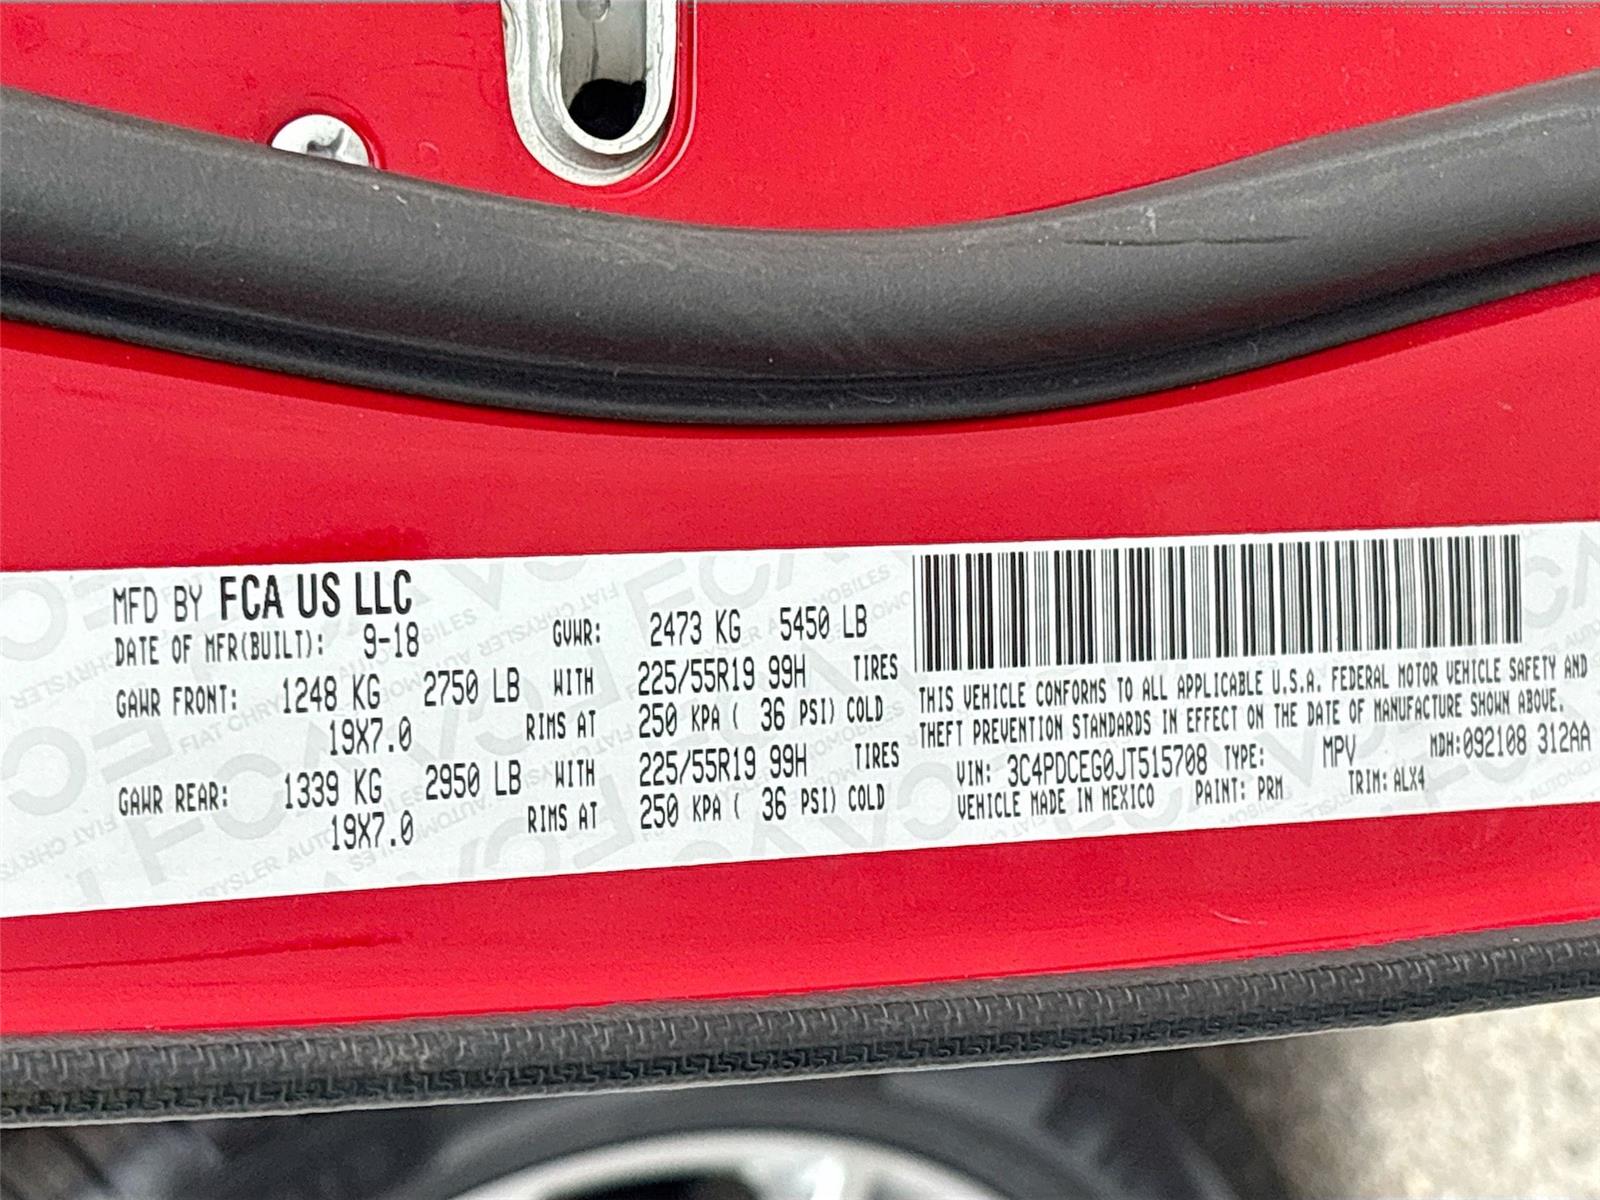 MFD BY FCA US LLC
DATE OF MFR(BUILT): 9-18 GVWR: 2473 KG 5450 LB
GAWR FRONT: 1248 KG 2750 LB WITH 225/55R19 99H TIRES
19X7.0 RIMS AT 250 KPA ( 36 PSI) COLD
GAWR REAR: 1339 KG 2950 LB WITH 225/55R19 99H TIRES
19X7.0 RIMS AT 250 KPA ( 36 PSI) COLD
THIS VEHICLE CONFORMS TO ALL APPLICABLE U.S.A. FEDERAL MOTOR VEHICLE SAFETY AND
THEFT PREVENTION STANDARDS IN EFFECT ON THE DATE OF MANUFACTURE SHOWN ABOVE.
VIN: 3C4PDCEG0JT515708 TYPE: MPV MDH:092108 312AA
VEHICLE MADE IN MEXICO PAINT: PRM TRIM: ALX4